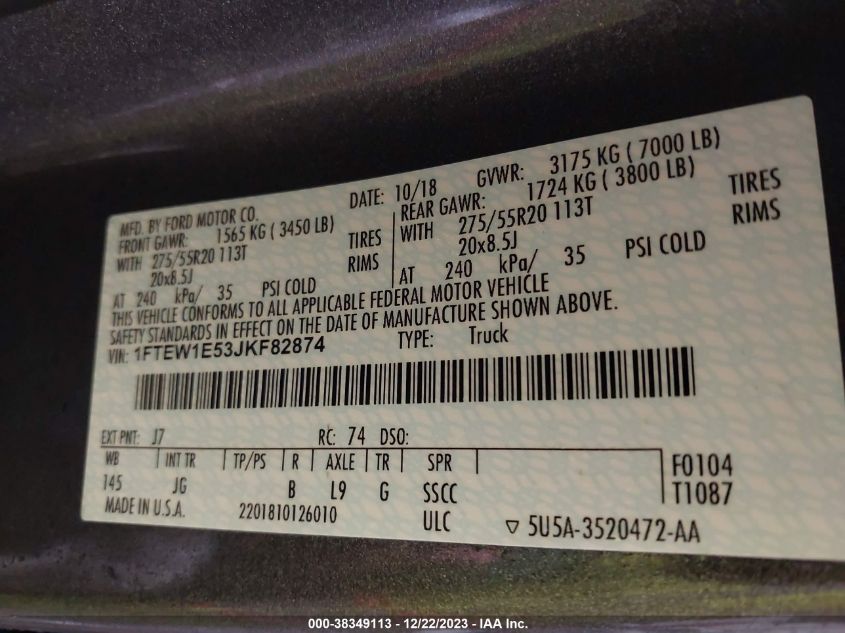 MFD. BY FORD MOTOR CO. DATE: 10/18 GVWR: 3175 KG ( 7000 LB)
FRONT GAWR: 1565 KG ( 3450 LB) REAR GAWR: 1724 KG ( 3800 LB)
WITH 275/55R20 113T TIRES WITH 275/55R20 113T TIRES
20x8.5J RIMS 20x8.5J RIMS
AT 240 kPa/ 35 PSI COLD AT 240 kPa/ 35 PSI COLD
THIS VEHICLE CONFORMS TO ALL APPLICABLE FEDERAL MOTOR VEHICLE
SAFETY STANDARDS IN EFFECT ON THE DATE OF MANUFACTURE SHOWN ABOVE.
VIN: 1FTEW1E53JKF82874 TYPE: Truck
EXT PNT: J7 RC: 74 DSO:
WB INT TR TP/PS R AXLE TR SPR F0104
145 JG B L9 G SSCC T1087
MADE IN U.S.A. 2201810126010 ULC ▽ 5U5A-3520472-AA
000-38349113 - 12/22/2023 - IAA Inc.